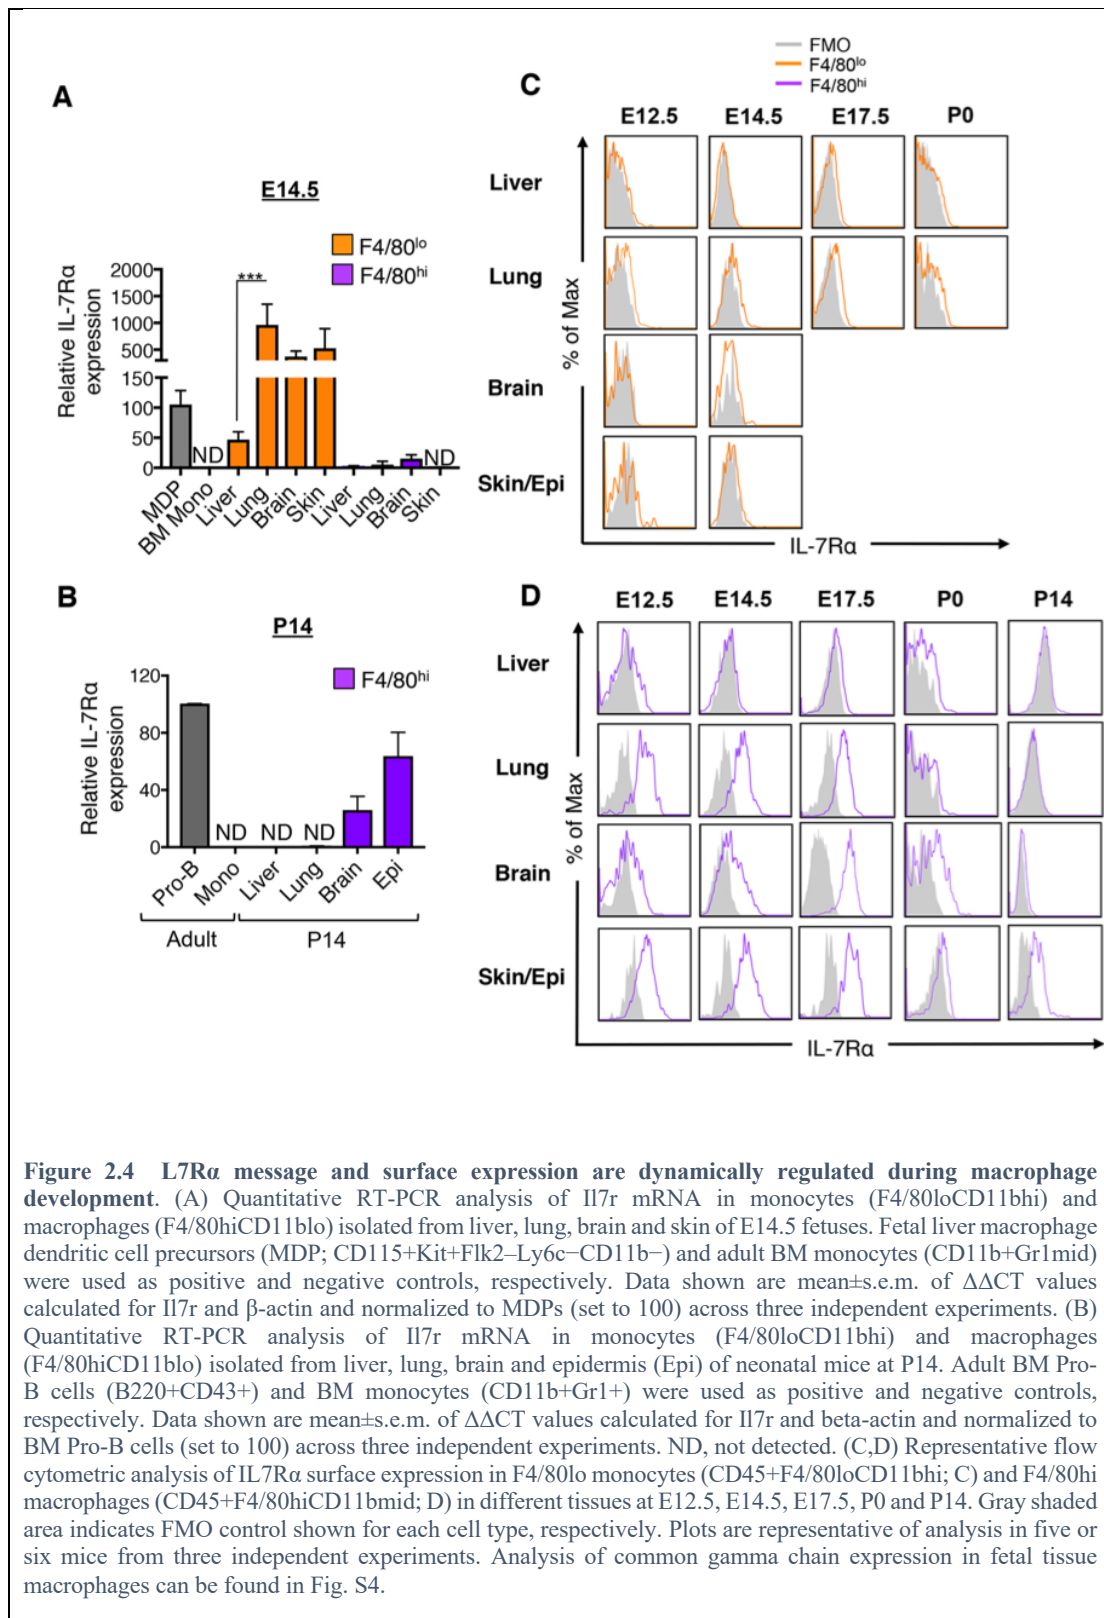 A
E14.5
F4/80lo
F4/80hi
Relative IL-7Rα
expression
2000
1500
1000
500
150
100
50
0
***
ND
ND
MDP
BM Mono
Liver
Lung
Brain
Skin
Liver
Lung
Brain
Skin
B
P14
F4/80hi
Relative IL-7Rα
expression
120
80
40
0
ND
ND
ND
Pro-B
Mono
Liver
Lung
Brain
Epi
Adult
P14
C
FMO
F4/80lo
F4/80hi
E12.5
E14.5
E17.5
P0
Liver
Lung
Brain
Skin/Epi
% of Max
IL-7Rα
D
E12.5
E14.5
E17.5
P0
P14
Liver
Lung
Brain
Skin/Epi
% of Max
IL-7Rα
Figure 2.4 L7Rα message and surface expression are dynamically regulated during macrophage
development. (A) Quantitative RT-PCR analysis of Il7r mRNA in monocytes (F4/80loCD11bhi) and
macrophages (F4/80hiCD11blo) isolated from liver, lung, brain and skin of E14.5 fetuses. Fetal liver macrophage
dendritic cell precursors (MDP; CD115+Kit+Flk2–Ly6c−CD11b−) and adult BM monocytes (CD11b+Gr1mid)
were used as positive and negative controls, respectively. Data shown are mean±s.e.m. of ΔΔCT values
calculated for Il7r and β-actin and normalized to MDPs (set to 100) across three independent experiments. (B)
Quantitative RT-PCR analysis of Il7r mRNA in monocytes (F4/80loCD11bhi) and macrophages
(F4/80hiCD11blo) isolated from liver, lung, brain and epidermis (Epi) of neonatal mice at P14. Adult BM Pro-
B cells (B220+CD43+) and BM monocytes (CD11b+Gr1+) were used as positive and negative controls,
respectively. Data shown are mean±s.e.m. of ΔΔCT values calculated for Il7r and beta-actin and normalized to
BM Pro-B cells (set to 100) across three independent experiments. ND, not detected. (C,D) Representative flow
cytometric analysis of IL7Rα surface expression in F4/80lo monocytes (CD45+F4/80loCD11bhi; C) and F4/80hi
macrophages (CD45+F4/80hiCD11bmid; D) in different tissues at E12.5, E14.5, E17.5, P0 and P14. Gray shaded
area indicates FMO control shown for each cell type, respectively. Plots are representative of analysis in five or
six mice from three independent experiments. Analysis of common gamma chain expression in fetal tissue
macrophages can be found in Fig. S4.